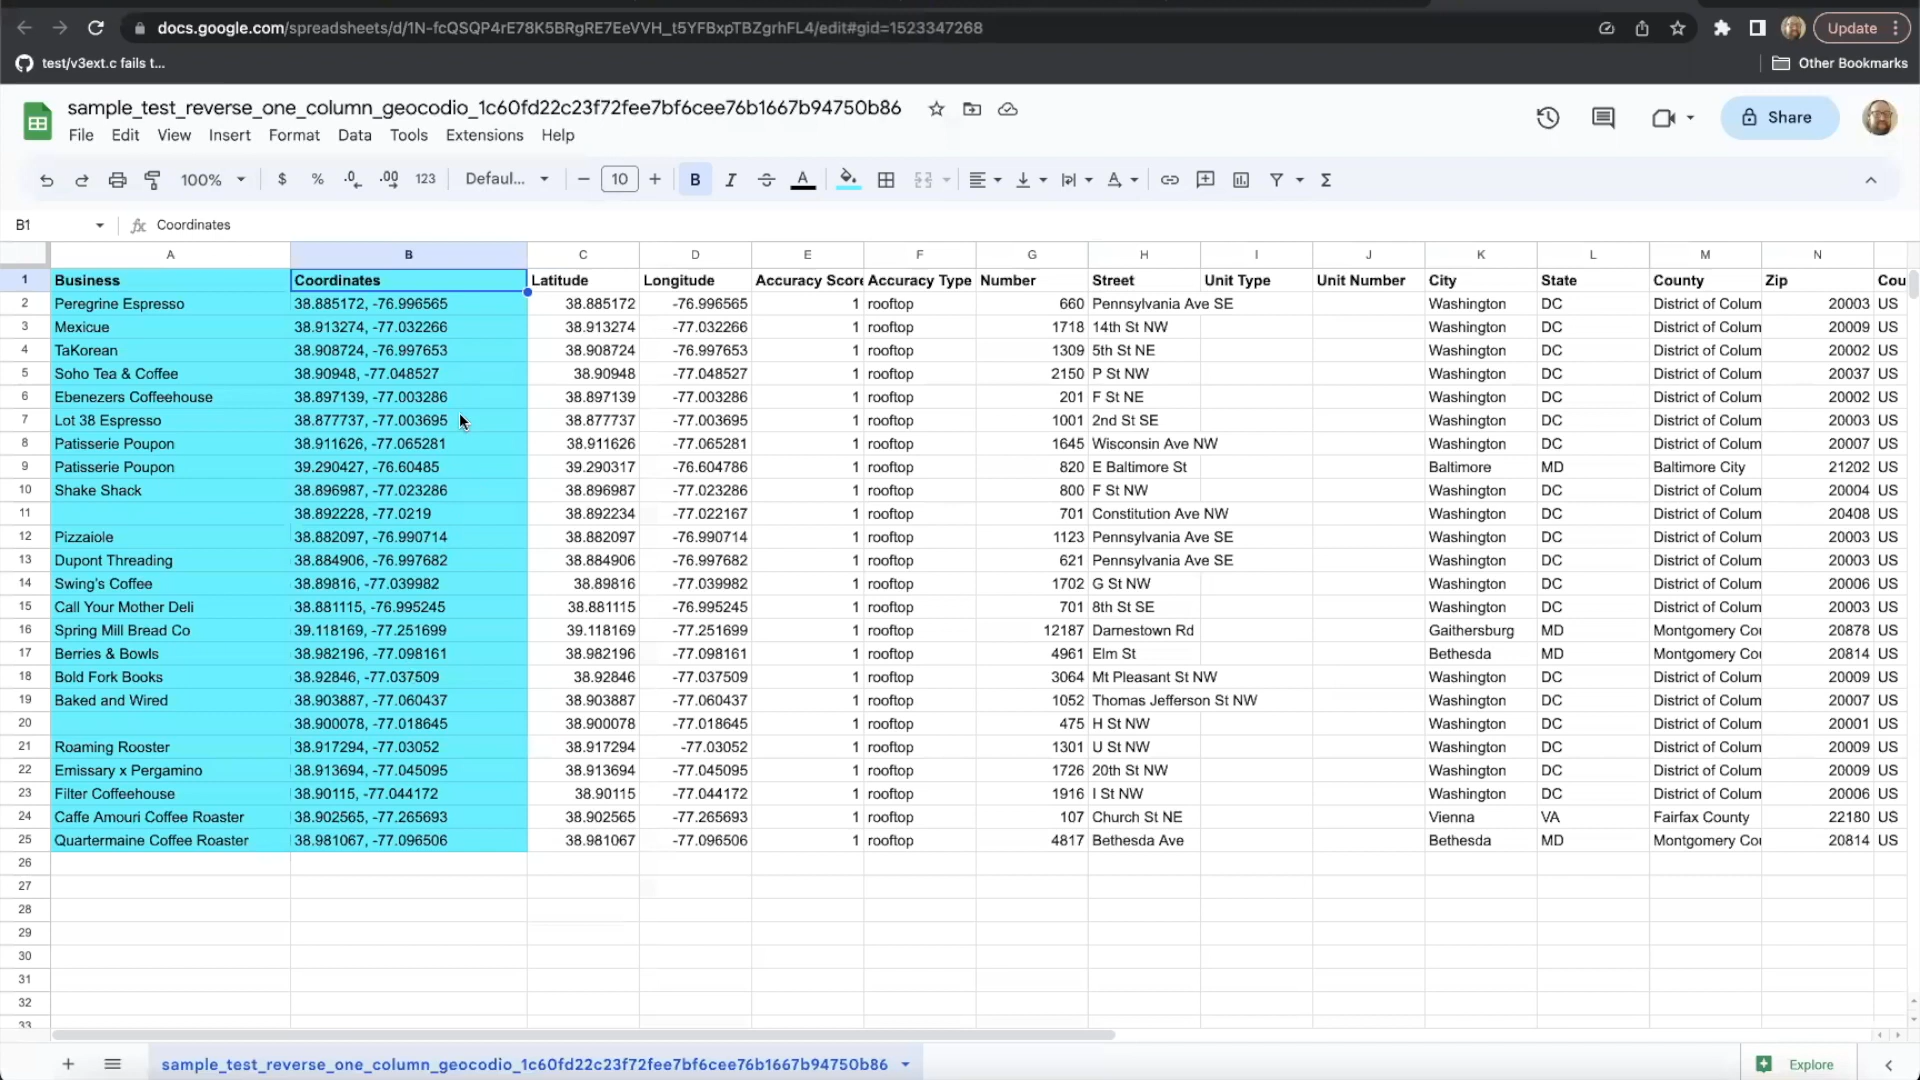 docs.google.com/spreadsheets/d/1N-fcQSQP4rE78K5BRgRE7EeVVH_t5YFBxpTBZgrhFL4/edit#gid=1523347268 Update
test/v3ext.c fails t... Other Bookmarks
sample_test_reverse_one_column_geocodio_1c60fd22c23f72fee7bf6cee76b1667b94750b86
File Edit View Insert Format Data Tools Extensions Help Share
100% $ % .0 .00 123 Defaul... − 10 + B I A Σ
B1 fx Coordinates
A B C D E F G H I J K L M N
1 Business Coordinates Latitude Longitude Accuracy Score Accuracy Type Number Street Unit Type Unit Number City State County Zip Cou
2 Peregrine Espresso 38.885172, -76.996565 38.885172 -76.996565 1 rooftop 660 Pennsylvania Ave SE Washington DC District of Colum 20003 US
3 Mexicue 38.913274, -77.032266 38.913274 -77.032266 1 rooftop 1718 14th St NW Washington DC District of Colum 20009 US
4 TaKorean 38.908724, -76.997653 38.908724 -76.997653 1 rooftop 1309 5th St NE Washington DC District of Colum 20002 US
5 Soho Tea & Coffee 38.90948, -77.048527 38.90948 -77.048527 1 rooftop 2150 P St NW Washington DC District of Colum 20037 US
6 Ebenezers Coffeehouse 38.897139, -77.003286 38.897139 -77.003286 1 rooftop 201 F St NE Washington DC District of Colum 20002 US
7 Lot 38 Espresso 38.877737, -77.003695 38.877737 -77.003695 1 rooftop 1001 2nd St SE Washington DC District of Colum 20003 US
8 Patisserie Poupon 38.911626, -77.065281 38.911626 -77.065281 1 rooftop 1645 Wisconsin Ave NW Washington DC District of Colum 20007 US
9 Patisserie Poupon 39.290427, -76.60485 39.290317 -76.604786 1 rooftop 820 E Baltimore St Baltimore MD Baltimore City 21202 US
10 Shake Shack 38.896987, -77.023286 38.896987 -77.023286 1 rooftop 800 F St NW Washington DC District of Colum 20004 US
11 38.892228, -77.0219 38.892234 -77.022167 1 rooftop 701 Constitution Ave NW Washington DC District of Colum 20408 US
12 Pizzaiole 38.882097, -76.990714 38.882097 -76.990714 1 rooftop 1123 Pennsylvania Ave SE Washington DC District of Colum 20003 US
13 Dupont Threading 38.884906, -76.997682 38.884906 -76.997682 1 rooftop 621 Pennsylvania Ave SE Washington DC District of Colum 20003 US
14 Swing's Coffee 38.89816, -77.039982 38.89816 -77.039982 1 rooftop 1702 G St NW Washington DC District of Colum 20006 US
15 Call Your Mother Deli 38.881115, -76.995245 38.881115 -76.995245 1 rooftop 701 8th St SE Washington DC District of Colum 20003 US
16 Spring Mill Bread Co 39.118169, -77.251699 39.118169 -77.251699 1 rooftop 12187 Darnestown Rd Gaithersburg MD Montgomery Cou 20878 US
17 Berries & Bowls 38.982196, -77.098161 38.982196 -77.098161 1 rooftop 4961 Elm St Bethesda MD Montgomery Cou 20814 US
18 Bold Fork Books 38.92846, -77.037509 38.92846 -77.037509 1 rooftop 3064 Mt Pleasant St NW Washington DC District of Colum 20009 US
19 Baked and Wired 38.903887, -77.060437 38.903887 -77.060437 1 rooftop 1052 Thomas Jefferson St NW Washington DC District of Colum 20007 US
20 38.900078, -77.018645 38.900078 -77.018645 1 rooftop 475 H St NW Washington DC District of Colum 20001 US
21 Roaming Rooster 38.917294, -77.03052 38.917294 -77.03052 1 rooftop 1301 U St NW Washington DC District of Colum 20009 US
22 Emissary x Pergamino 38.913694, -77.045095 38.913694 -77.045095 1 rooftop 1726 20th St NW Washington DC District of Colum 20009 US
23 Filter Coffeehouse 38.90115, -77.044172 38.90115 -77.044172 1 rooftop 1916 I St NW Washington DC District of Colum 20006 US
24 Caffe Amouri Coffee Roaster 38.902565, -77.265693 38.902565 -77.265693 1 rooftop 107 Church St NE Vienna VA Fairfax County 22180 US
25 Quartermaine Coffee Roaster 38.981067, -77.096506 38.981067 -77.096506 1 rooftop 4817 Bethesda Ave Bethesda MD Montgomery Cou 20814 US
26
27
28
29
30
31
32
33
sample_test_reverse_one_column_geocodio_1c60fd22c23f72fee7bf6cee76b1667b94750b86 Explore